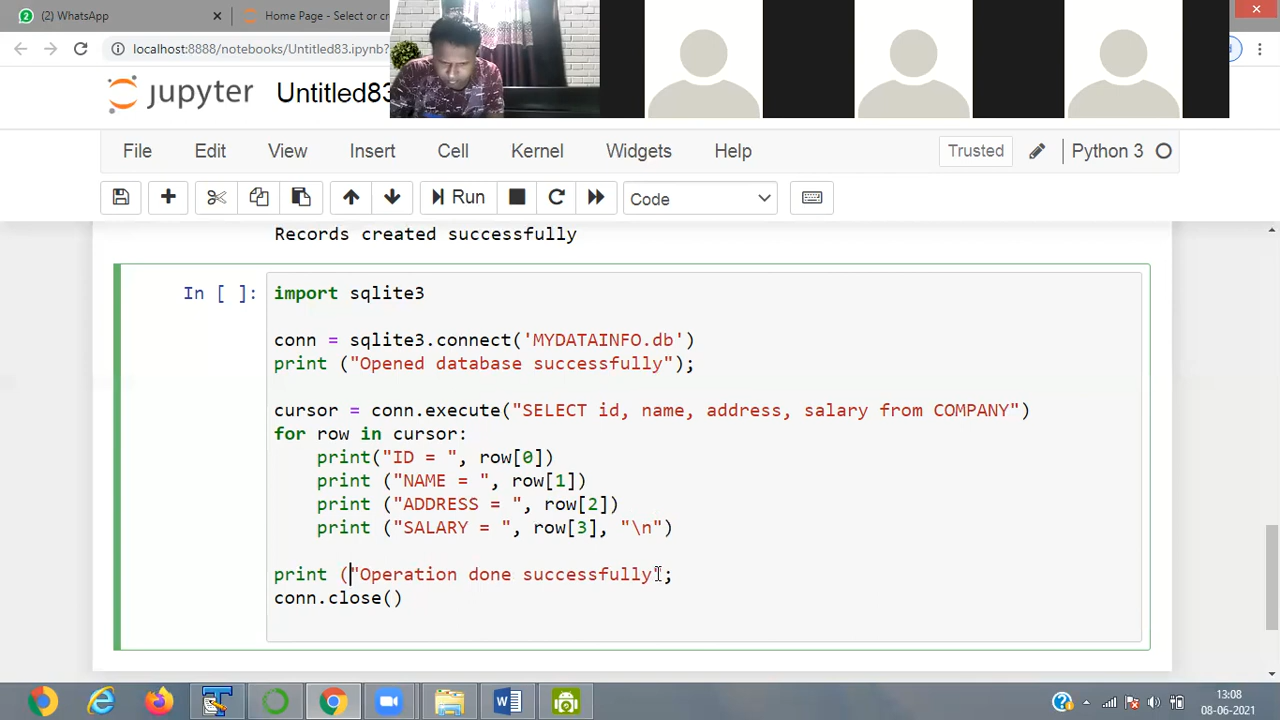 (2) WhatsApp
Home Page - Select or cr
localhost:8888/notebooks/Untitled83.ipynb?
jupyter
Untitled83
File
Edit
View
Insert
Cell
Kernel
Widgets
Help
Trusted
Python 3
Run
Code
Records created successfully
In [ ]:
import sqlite3
conn = sqlite3.connect('MYDATAINFO.db')
print ("Opened database successfully");
cursor = conn.execute("SELECT id, name, address, salary from COMPANY")
for row in cursor:
print("ID = ", row[0])
print ("NAME = ", row[1])
print ("ADDRESS = ", row[2])
print ("SALARY = ", row[3], "\n")
print ("Operation done successfully";
conn.close()
13:08
08-06-2021